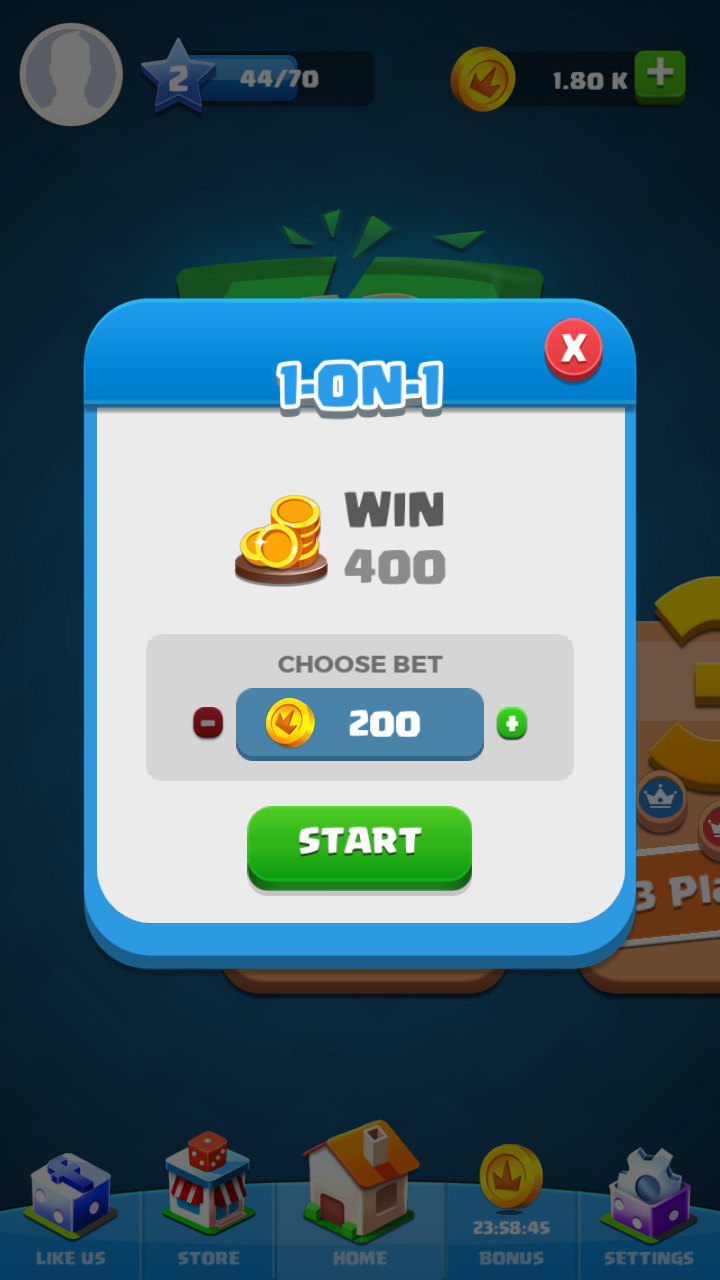 2
44/70
1.80 K
1-ON-1
X
WIN
400
CHOOSE BET
200
START
3
23:58:45
LIKE US
STORE
HOME
BONUS
SETTINGS